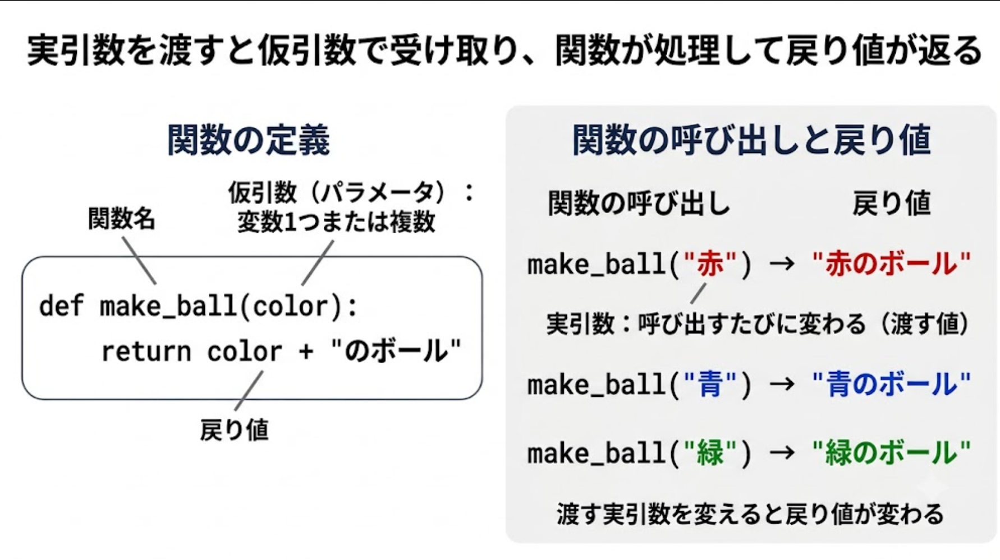 実引数を渡すと仮引数で受け取り、関数が処理して戻り値が返る
関数の定義
関数名
仮引数（パラメータ）：
変数1つまたは複数
def make_ball(color):
    return color + "のボール"
戻り値
関数の呼び出しと戻り値
関数の呼び出し 戻り値
make_ball("赤") → "赤のボール"
実引数：呼び出すたびに変わる（渡す値）
make_ball("青") → "青のボール"
make_ball("緑") → "緑のボール"
渡す実引数を変えると戻り値が変わる